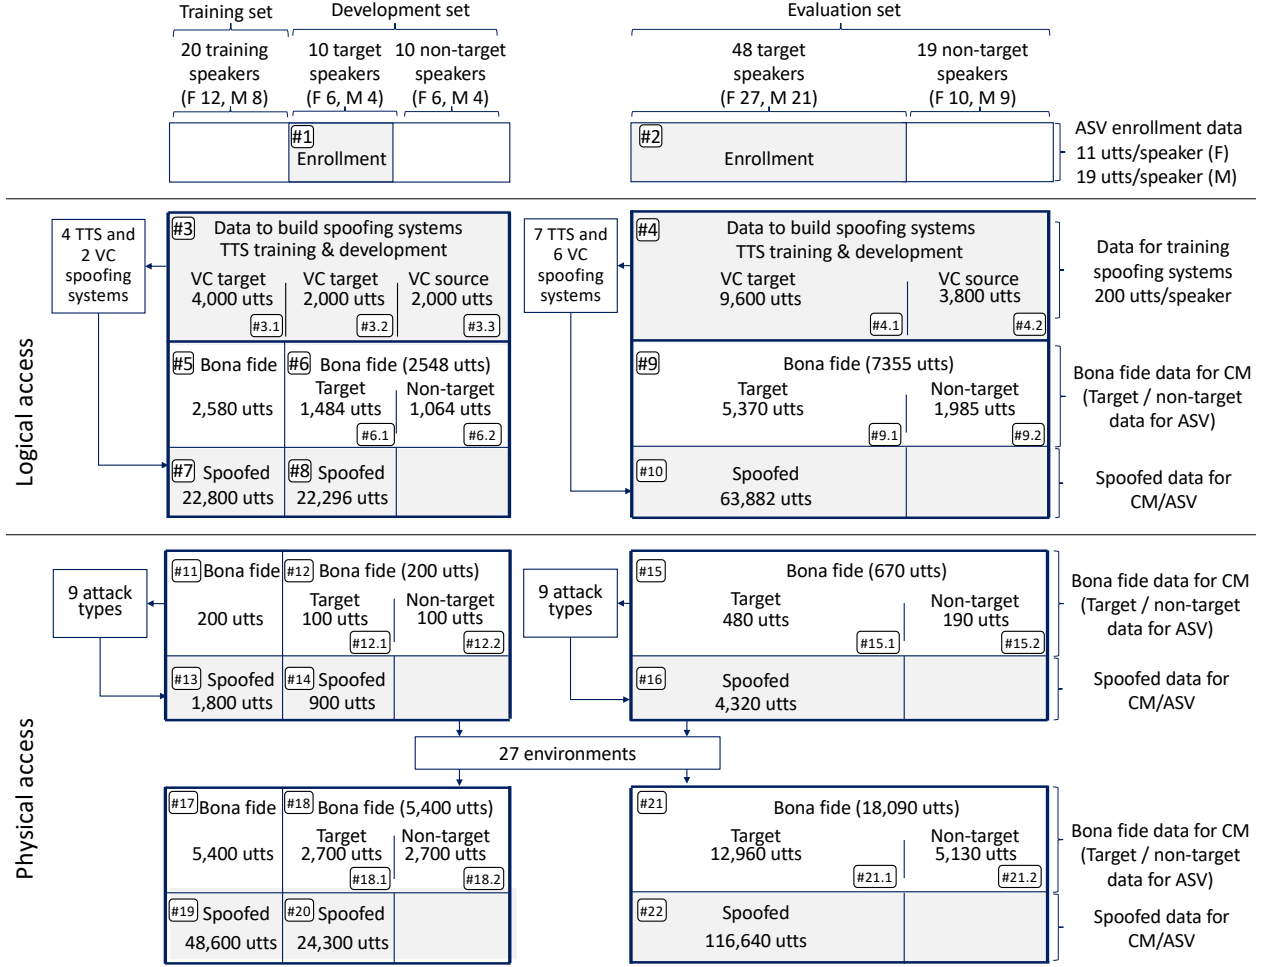 Training set
Development set
Evaluation set
20 training
speakers
(F 12, M 8)
10 target
speakers
(F 6, M 4)
10 non-target
speakers
(F 6, M 4)
48 target
speakers
(F 27, M 21)
19 non-target
speakers
(F 10, M 9)
#1
Enrollment
#2
Enrollment
ASV enrollment data
11 utts/speaker (F)
19 utts/speaker (M)
Logical access
4 TTS and
2 VC
spoofing
systems
#3 Data to build spoofing systems
TTS training & development
VC target
4,000 utts
#3.1
VC target
2,000 utts
#3.2
VC source
2,000 utts
#3.3
7 TTS and
6 VC
spoofing
systems
#4 Data to build spoofing systems
TTS training & development
VC target
9,600 utts
#4.1
VC source
3,800 utts
#4.2
Data for training
spoofing systems
200 utts/speaker
#5 Bona fide
2,580 utts
#6 Bona fide (2548 utts)
Target
1,484 utts
#6.1
Non-target
1,064 utts
#6.2
#9 Bona fide (7355 utts)
Target
5,370 utts
#9.1
Non-target
1,985 utts
#9.2
Bona fide data for CM
(Target / non-target
data for ASV)
#7 Spoofed
22,800 utts
#8 Spoofed
22,296 utts
#10 Spoofed
63,882 utts
Spoofed data for
CM/ASV
Physical access
9 attack
types
#11 Bona fide
200 utts
#12 Bona fide (200 utts)
Target
100 utts
#12.1
Non-target
100 utts
#12.2
9 attack
types
#15 Bona fide (670 utts)
Target
480 utts
#15.1
Non-target
190 utts
#15.2
Bona fide data for CM
(Target / non-target
data for ASV)
#13 Spoofed
1,800 utts
#14 Spoofed
900 utts
#16 Spoofed
4,320 utts
Spoofed data for
CM/ASV
27 environments
#17 Bona fide
5,400 utts
#18 Bona fide (5,400 utts)
Target
2,700 utts
#18.1
Non-target
2,700 utts
#18.2
#21 Bona fide (18,090 utts)
Target
12,960 utts
#21.1
Non-target
5,130 utts
#21.2
Bona fide data for CM
(Target / non-target
data for ASV)
#19 Spoofed
48,600 utts
#20 Spoofed
24,300 utts
#22 Spoofed
116,640 utts
Spoofed data for
CM/ASV